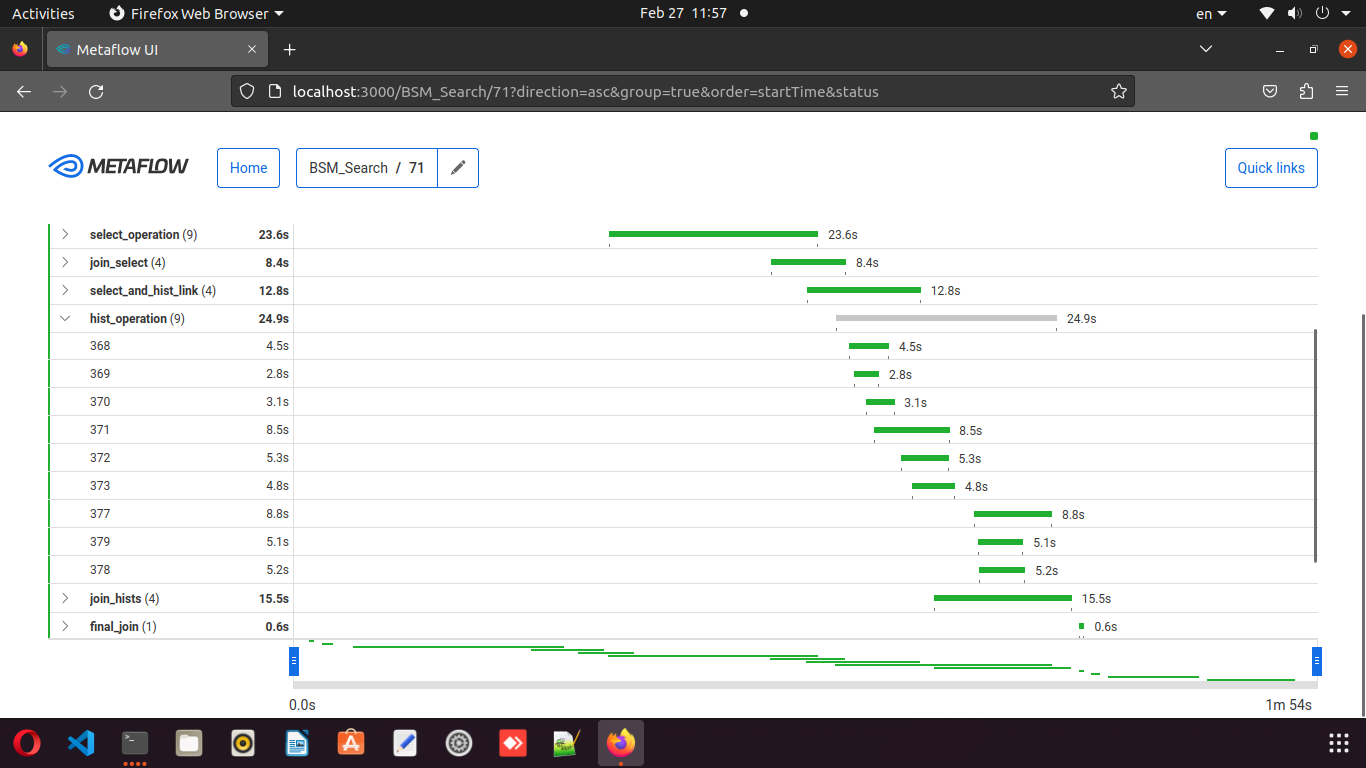 Activities Firefox Web Browser Feb 27 11:57 en
Metaflow UI
localhost:3000/BSM_Search/71?direction=asc&group=true&order=startTime&status
METAFLOW Home BSM_Search / 71 Quick links
select_operation (9) 23.6s 23.6s
join_select (4) 8.4s 8.4s
select_and_hist_link (4) 12.8s 12.8s
hist_operation (9) 24.9s 24.9s
368 4.5s 4.5s
369 2.8s 2.8s
370 3.1s 3.1s
371 8.5s 8.5s
372 5.3s 5.3s
373 4.8s 4.8s
377 8.8s 8.8s
379 5.1s 5.1s
378 5.2s 5.2s
join_hists (4) 15.5s 15.5s
final_join (1) 0.6s 0.6s
0.0s 1m 54s